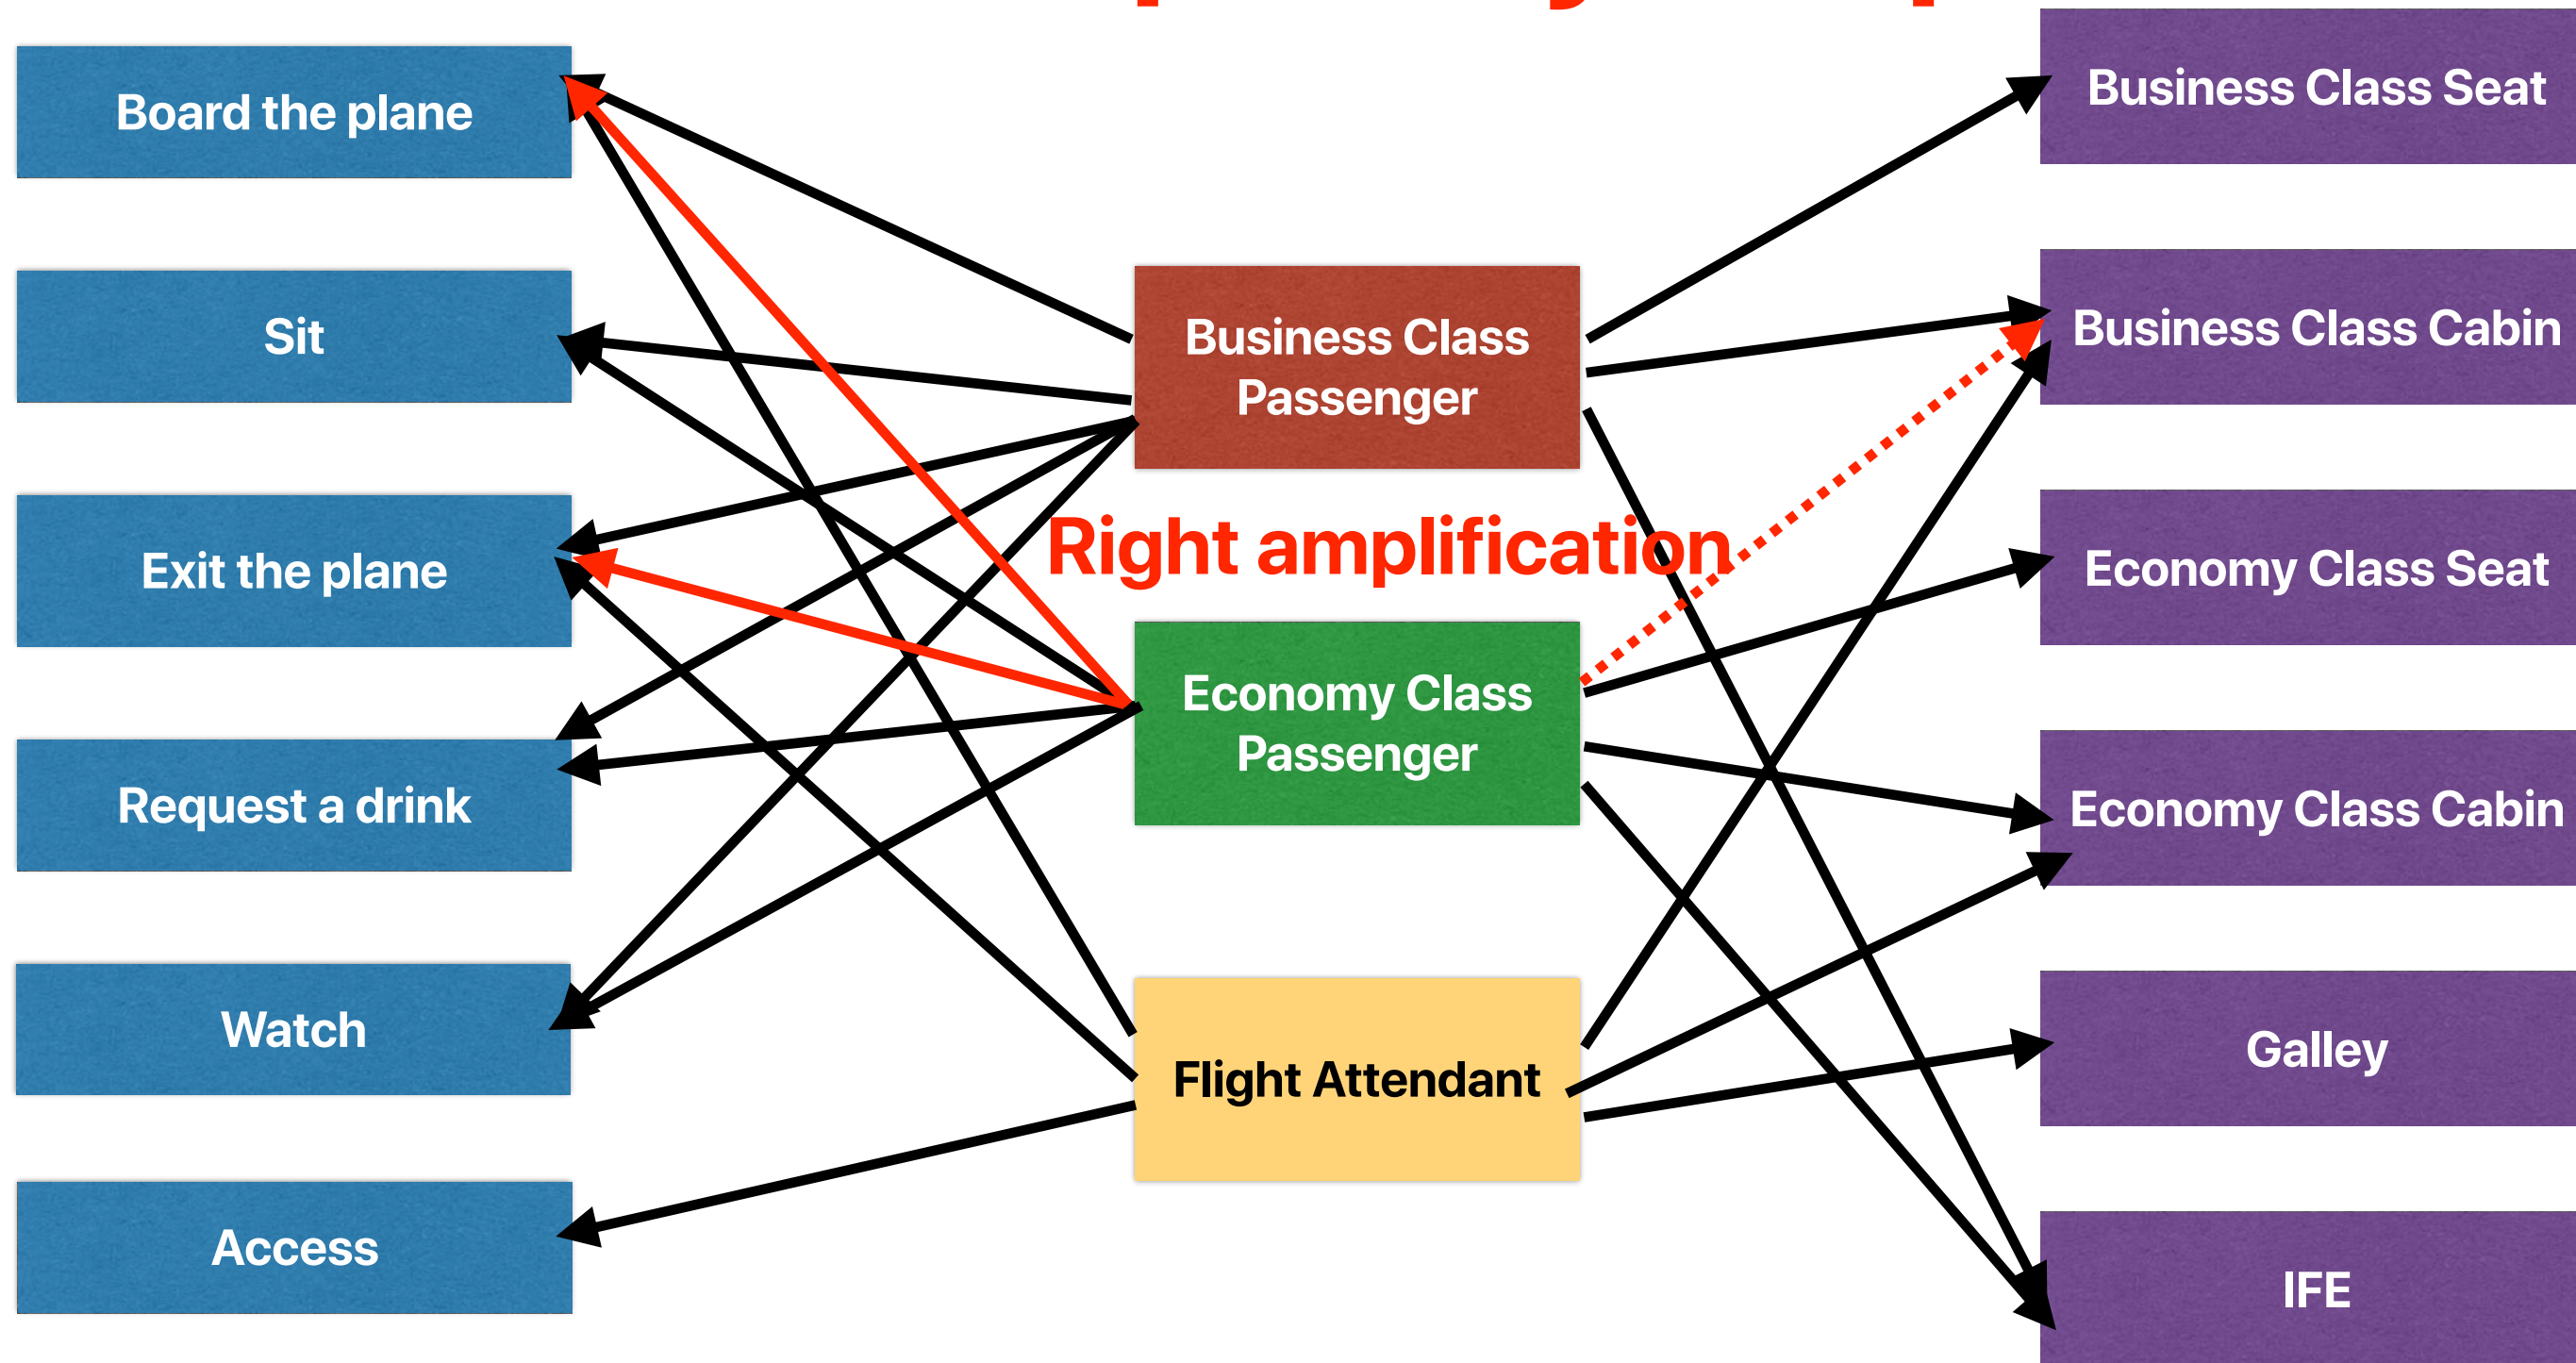 Board the plane
Sit
Exit the plane
Request a drink
Watch
Access
Business Class
Passenger
Right amplification
Economy Class
Passenger
Flight Attendant
Business Class Seat
Business Class Cabin
Economy Class Seat
Economy Class Cabin
Galley
IFE